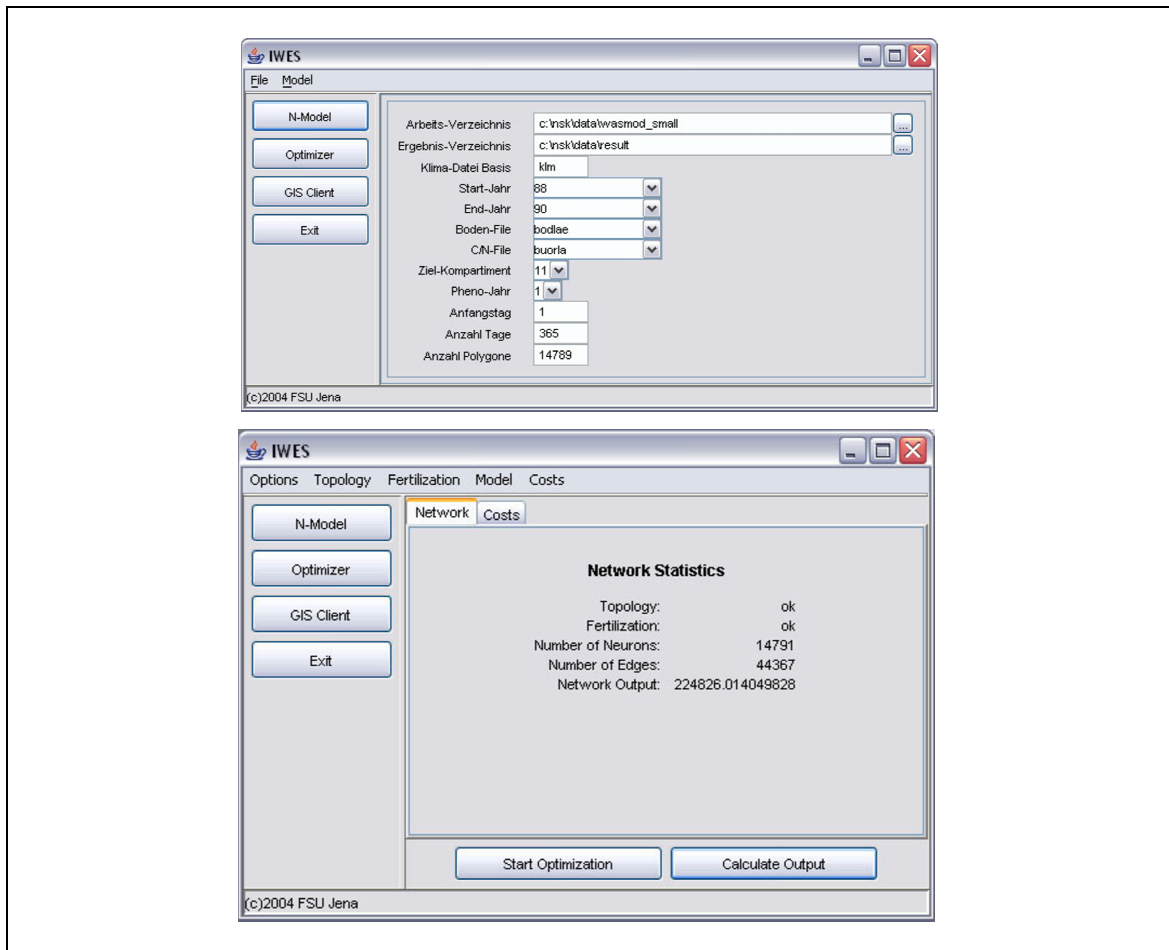 IWES
File Model
N-Model
Optimizer
GIS Client
Exit
Arbeits-Verzeichnis c:\nsk\data\wasmod_small ...
Ergebnis-Verzeichnis c:\nsk\data\result ...
Klima-Datei Basis klm
Start-Jahr 88
End-Jahr 90
Boden-File bodlae
C/N-File buorla
Ziel-Kompartiment 11
Pheno-Jahr 1
Anfangstag 1
Anzahl Tage 365
Anzahl Polygone 14789
(c)2004 FSU Jena
IWES
Options Topology Fertilization Model Costs
N-Model
Optimizer
GIS Client
Exit
Network Costs
Network Statistics
Topology: ok
Fertilization: ok
Number of Neurons: 14791
Number of Edges: 44367
Network Output: 224826.014049828
Start Optimization Calculate Output
(c)2004 FSU Jena